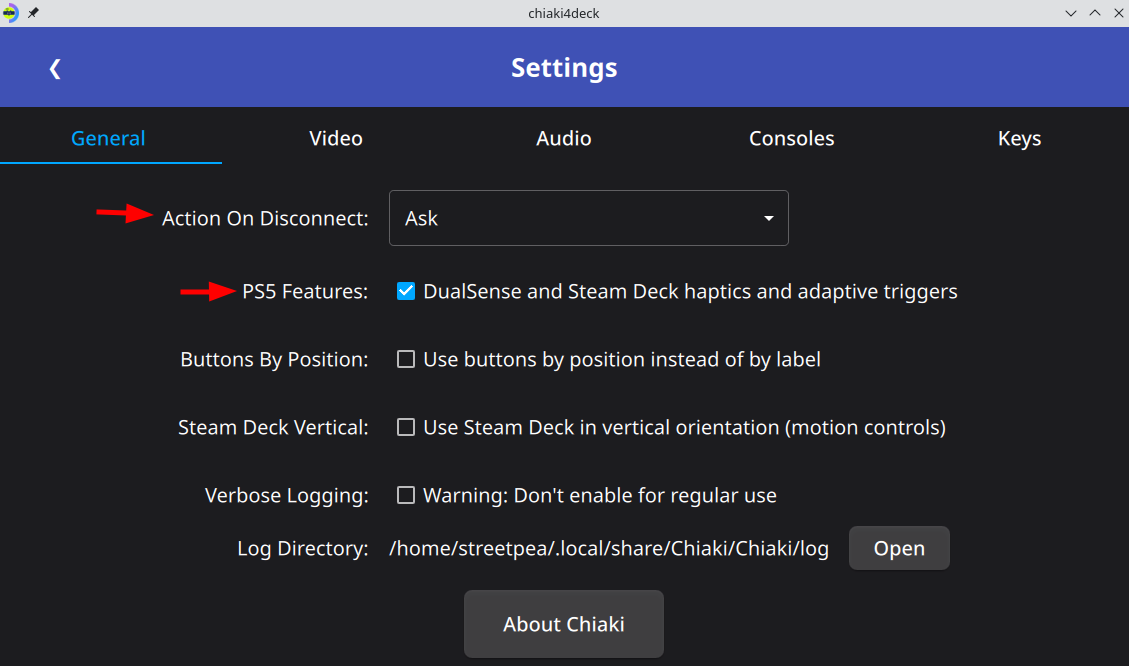 chiaki4deck
Settings
General Video Audio Consoles Keys
Action On Disconnect: Ask
PS5 Features: DualSense and Steam Deck haptics and adaptive triggers
Buttons By Position: Use buttons by position instead of by label
Steam Deck Vertical: Use Steam Deck in vertical orientation (motion controls)
Verbose Logging: Warning: Don't enable for regular use
Log Directory: /home/streetpea/.local/share/Chiaki/Chiaki/log Open
About Chiaki